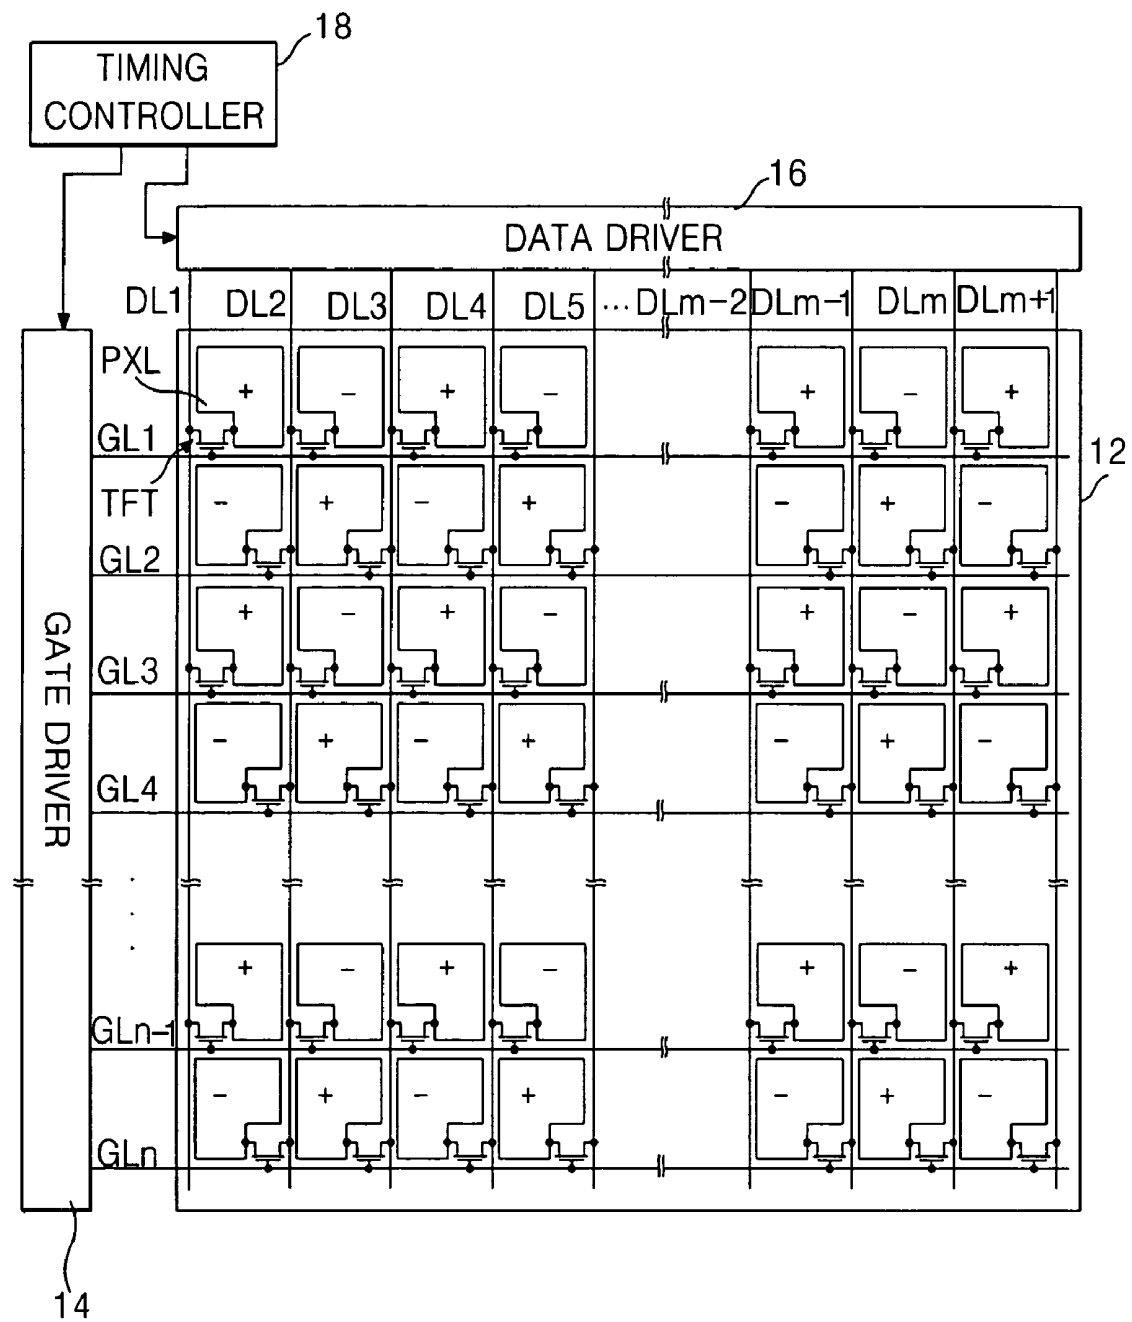 18
TIMING
CONTROLLER
16
DATA DRIVER
DL1 DL2 DL3 DL4 DL5 ...DLm-2 DLm-1 DLm DLm+1
PXL
+ - + - + - +
GL1
12
TFT
- + - + - + -
GL2
+ - + - + - +
GL3
GATE DRIVER
- + - + - + -
GL4
+ - + - + - +
GLn-1
- + - + - + -
GLn
14